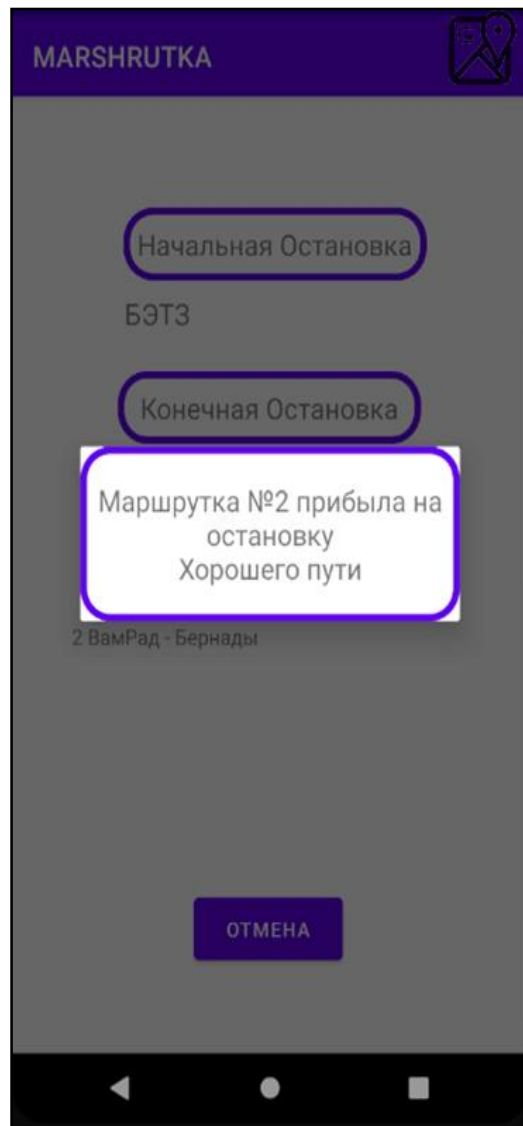 MARSHRUTKA
Начальная Остановка
БЭТЗ
Конечная Остановка
Маршрутка №2 прибыла на
остановку
Хорошего пути
2 ВамРад - Бернады
ОТМЕНА